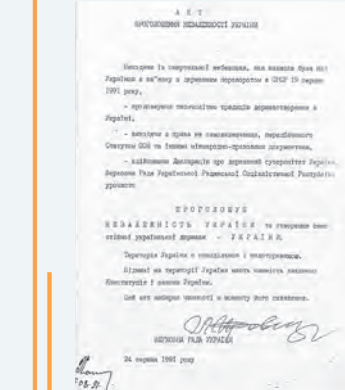 А К Т
ПРОГОЛОШЕННЯ НЕЗАЛЕЖНОСТІ УКРАЇНИ
Виходячи із смертельної небезпеки, яка нависла була над
Україною в зв"язку з державним переворотом в СРСР 19 серпня
1991 року,
- продовжуючи тисячолітню традицію державотворення в
Україні,
- виходячи з права на самовизначення, передбаченого
Статутом ООН та іншими міжнародно-правовими документами,
- здійснюючи Декларацію про державний суверенітет України,
Верховна Рада Української Радянської Соціалістичної Республіки
урочисто
ПРОГОЛОШУЄ
НЕЗАЛЕЖНІСТЬ УКРАЇНИ та створення само-
стійної української держави - УКРАЇНИ.
Територія України є неподільною і недоторканною.
Віднині на території України мають чинність виключно
Конституція і закони України.
Цей акт набирає чинності з моменту його схвалення.
ВЕРХОВНА РАДА УКРАЇНИ
24 серпня 1991 року